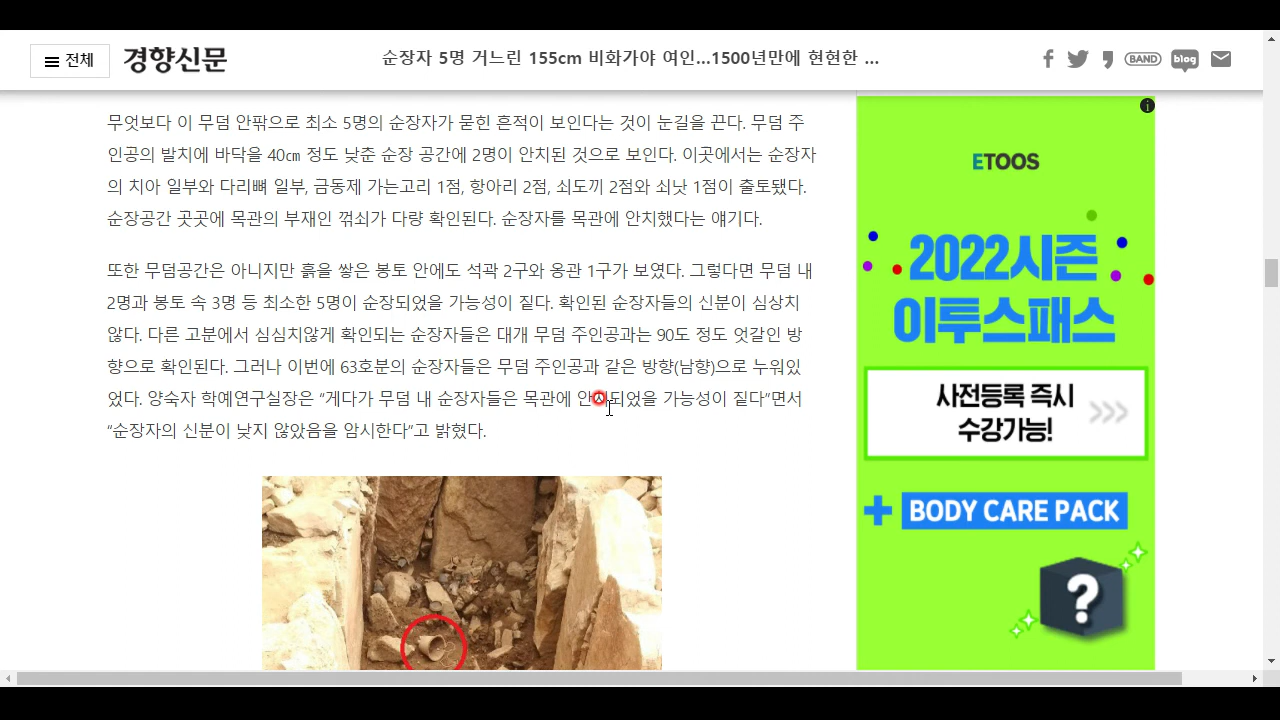 전체
경향신문
순장자 5명 거느린 155cm 비화가야 여인...1500년만에 현현한 ...
BAND
blog
무엇보다 이 무덤 안팎으로 최소 5명의 순장자가 묻힌 흔적이 보인다는 것이 눈길을 끈다. 무덤 주
인공의 발치에 바닥을 40㎝ 정도 낮춘 순장 공간에 2명이 안치된 것으로 보인다. 이곳에서는 순장자
의 치아 일부와 다리뼈 일부, 금동제 가는고리 1점, 항아리 2점, 쇠도끼 2점와 쇠낫 1점이 출토됐다.
순장공간 곳곳에 목관의 부재인 꺾쇠가 다량 확인된다. 순장자를 목관에 안치했다는 얘기다.
또한 무덤공간은 아니지만 흙을 쌓은 봉토 안에도 석곽 2구와 옹관 1구가 보였다. 그렇다면 무덤 내
2명과 봉토 속 3명 등 최소한 5명이 순장되었을 가능성이 짙다. 확인된 순장자들의 신분이 심상치
않다. 다른 고분에서 심심치않게 확인되는 순장자들은 대개 무덤 주인공과는 90도 정도 엇갈인 방
향으로 확인된다. 그러나 이번에 63호분의 순장자들은 무덤 주인공과 같은 방향(남향)으로 누워있
었다. 양숙자 학예연구실장은 “게다가 무덤 내 순장자들은 목관에 안치되었을 가능성이 짙다”면서
“순장자의 신분이 낮지 않았음을 암시한다”고 밝혔다.
ETOOS
2022시즌
이투스패스
사전등록 즉시
수강가능!
+ BODY CARE PACK
?